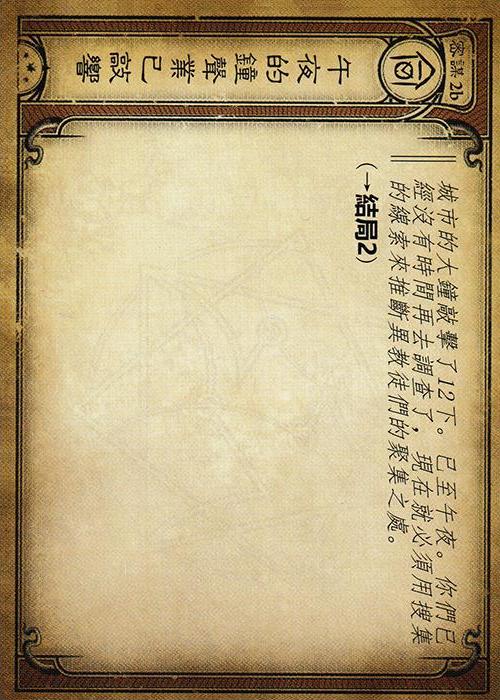 密謀 2b
午夜的鐘聲業已敲響
城市的大鐘敲擊了12下。已至午夜。你們已
經沒有時間再去調查了，現在就必須用搜集
的線索來推斷異教徒們的聚集之處。
(→結局2)